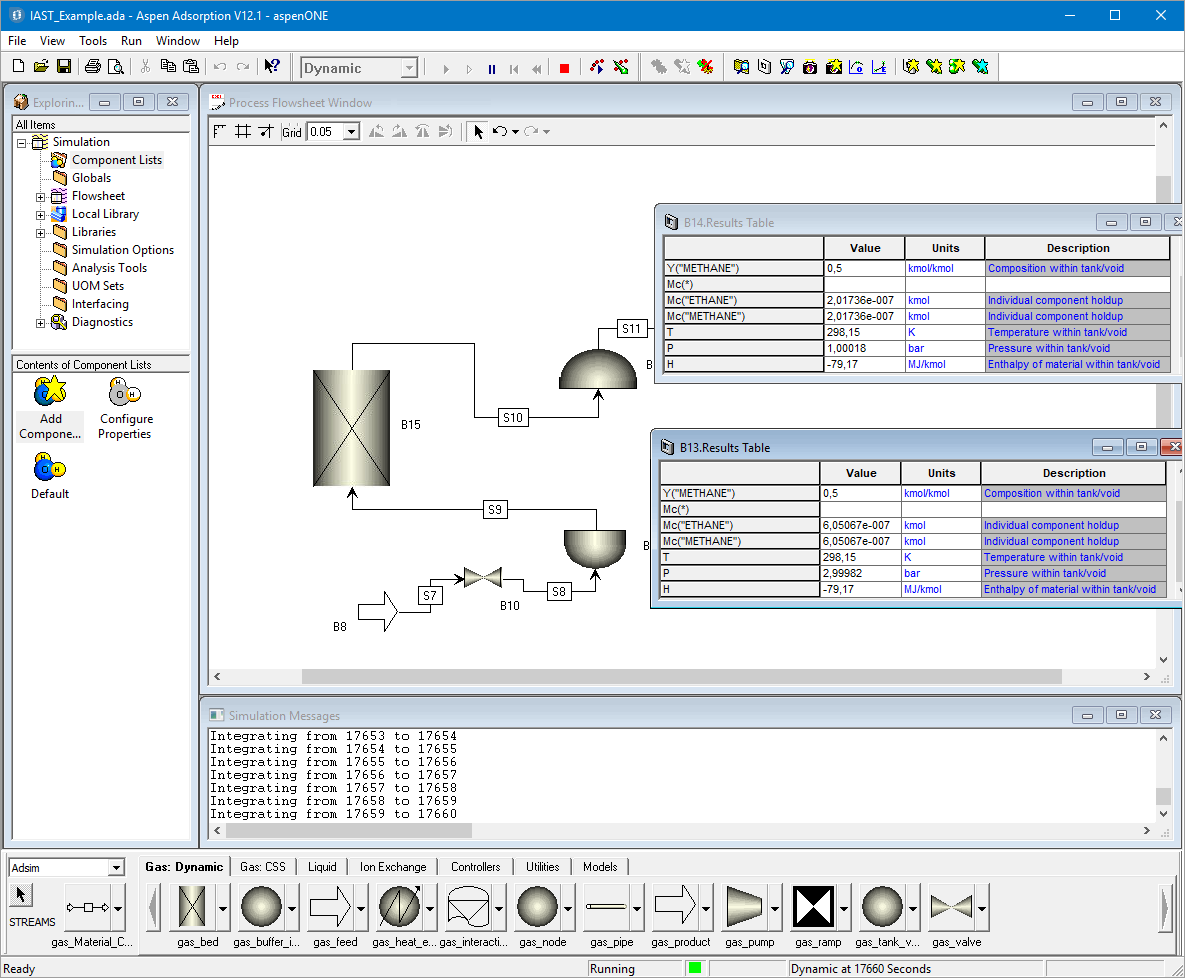 IAST_Example.ada - Aspen Adsorption V12.1 - aspenONE
File View Tools Run Window Help
Dynamic
Explorin...
All Items
Simulation
Component Lists
Globals
Flowsheet
Local Library
Libraries
Simulation Options
Analysis Tools
UOM Sets
Interfacing
Diagnostics
Contents of Component Lists
Add
Compone...
Configure
Properties
Default
Process Flowsheet Window
Grid 0.05
S11
B
B15
S10
S9
B
S7
S8
B10
B8
B14.Results Table
Value Units Description
Y("METHANE") 0,5 kmol/kmol Composition within tank/void
Mc(*)
Mc("ETHANE") 2,01736e-007 kmol Individual component holdup
Mc("METHANE") 2,01736e-007 kmol Individual component holdup
T 298,15 K Temperature within tank/void
P 1,00018 bar Pressure within tank/void
H -79,17 MJ/kmol Enthalpy of material within tank/void
B13.Results Table
Value Units Description
Y("METHANE") 0,5 kmol/kmol Composition within tank/void
Mc(*)
Mc("ETHANE") 6,05067e-007 kmol Individual component holdup
Mc("METHANE") 6,05067e-007 kmol Individual component holdup
T 298,15 K Temperature within tank/void
P 2,99982 bar Pressure within tank/void
H -79,17 MJ/kmol Enthalpy of material within tank/void
Simulation Messages
Integrating from 17653 to 17654
Integrating from 17654 to 17655
Integrating from 17655 to 17656
Integrating from 17656 to 17657
Integrating from 17657 to 17658
Integrating from 17658 to 17659
Integrating from 17659 to 17660
Adsim
Gas: Dynamic Gas: CSS Liquid Ion Exchange Controllers Utilities Models
STREAMS
gas_Material_C... gas_bed gas_buffer_i... gas_feed gas_heat_e... gas_interacti... gas_node gas_pipe gas_product gas_pump gas_ramp gas_tank_v... gas_valve
Ready Running Dynamic at 17660 Seconds